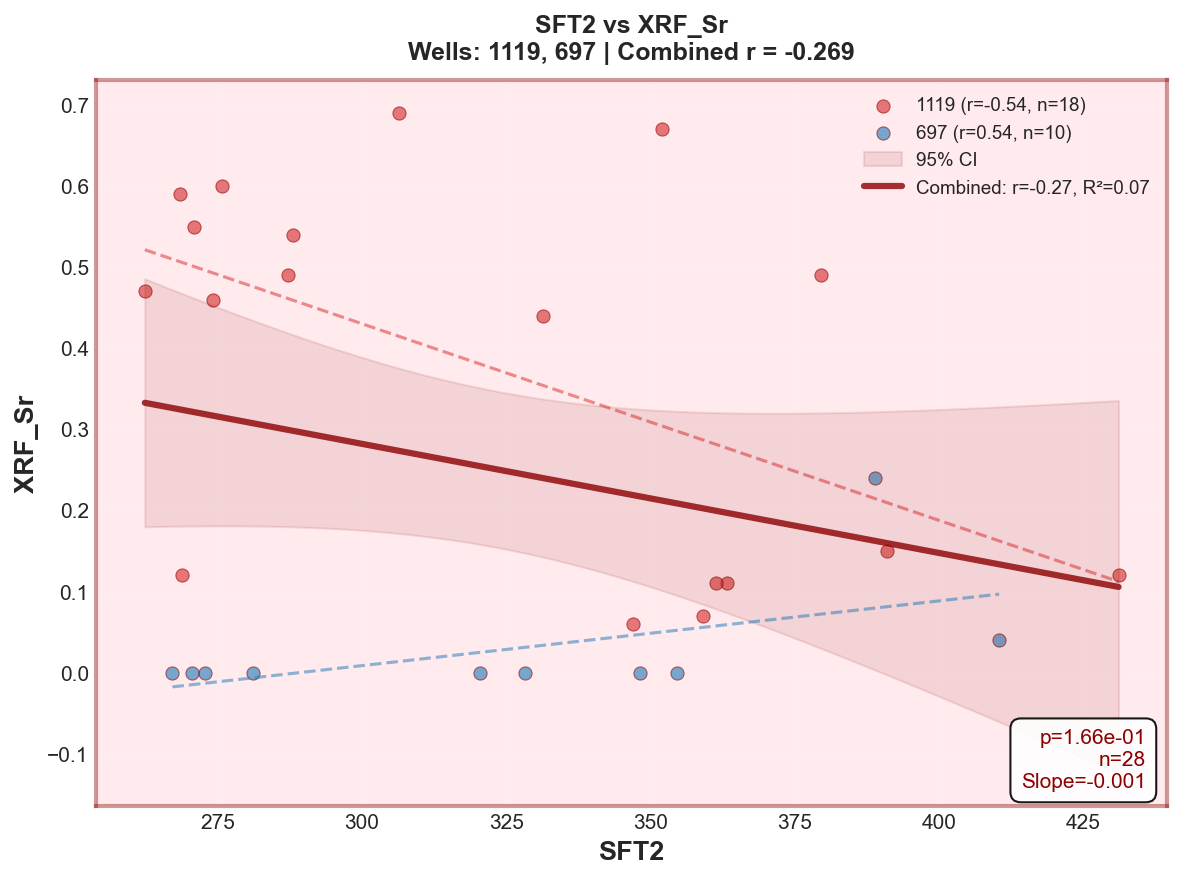 SFT2 vs XRF_Sr
Wells: 1119, 697 | Combined r = -0.269
1119 (r=-0.54, n=18)
697 (r=0.54, n=10)
95% CI
Combined: r=-0.27, R²=0.07
XRF_Sr
0.7
0.6
0.5
0.4
0.3
0.2
0.1
0.0
−0.1
p=1.66e-01
n=28
Slope=-0.001
275
300
325
350
375
400
425
SFT2